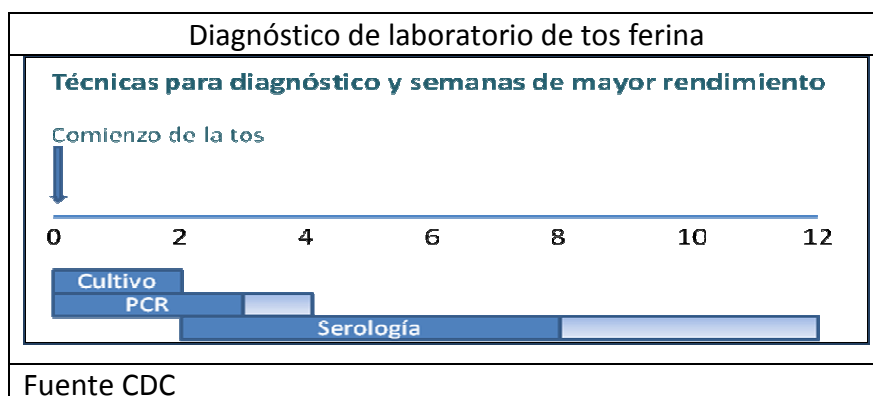 Diagnóstico de laboratorio de tos ferina
Técnicas para diagnóstico y semanas de mayor rendimiento
Comienzo de la tos
0 2 4 6 8 10 12
Cultivo
PCR
Serología
Fuente CDC